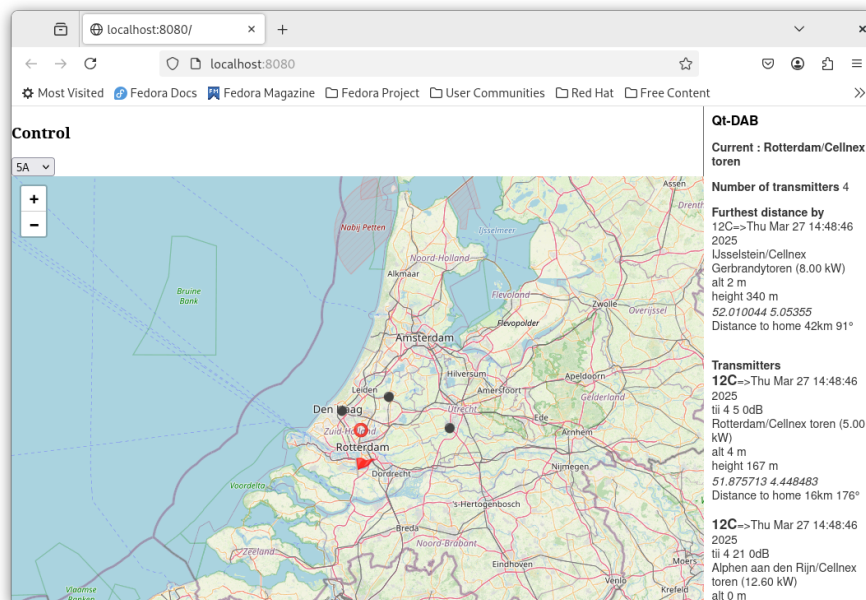 localhost:8080/
localhost:8080
Most Visited
Fedora Docs
Fedora Magazine
Fedora Project
User Communities
Red Hat
Free Content
Control
5A
+
−
Assen
Drenth
Nabij Petten
IJsselmeer
Noord-Holland
Alkmaar
Bruine
Bank
Flevoland
Zwolle
Overijssel
Flevopolder
Amsterdam
Hilversum
Apeldoorn
Leiden
Amersfoort
Gelderland
Den Haag
Utrecht
Ede
Zuid-Holland
Arnhem
Rotterdam
Nijmegen
Dordrecht
Voordelta
's-Hertogenbosch
Breda
Noord-Brabant
Zeeland
Eindhoven
Moers
Venlo
Krefeld
Vlaamse
Banken
Qt-DAB
Current : Rotterdam/Cellnex
toren
Number of transmitters 4
Furthest distance by
12C=>Thu Mar 27 14:48:46
2025
IJsselstein/Cellnex
Gerbrandytoren (8.00 kW)
alt 2 m
height 340 m
52.010044 5.05355
Distance to home 42km 91°
Transmitters
12C=>Thu Mar 27 14:48:46
2025
tii 4 5 0dB
Rotterdam/Cellnex toren (5.00
kW)
alt 4 m
height 167 m
51.875713 4.448483
Distance to home 16km 176°
12C=>Thu Mar 27 14:48:46
2025
tii 4 21 0dB
Alphen aan den Rijn/Cellnex
toren (12.60 kW)
alt 0 m